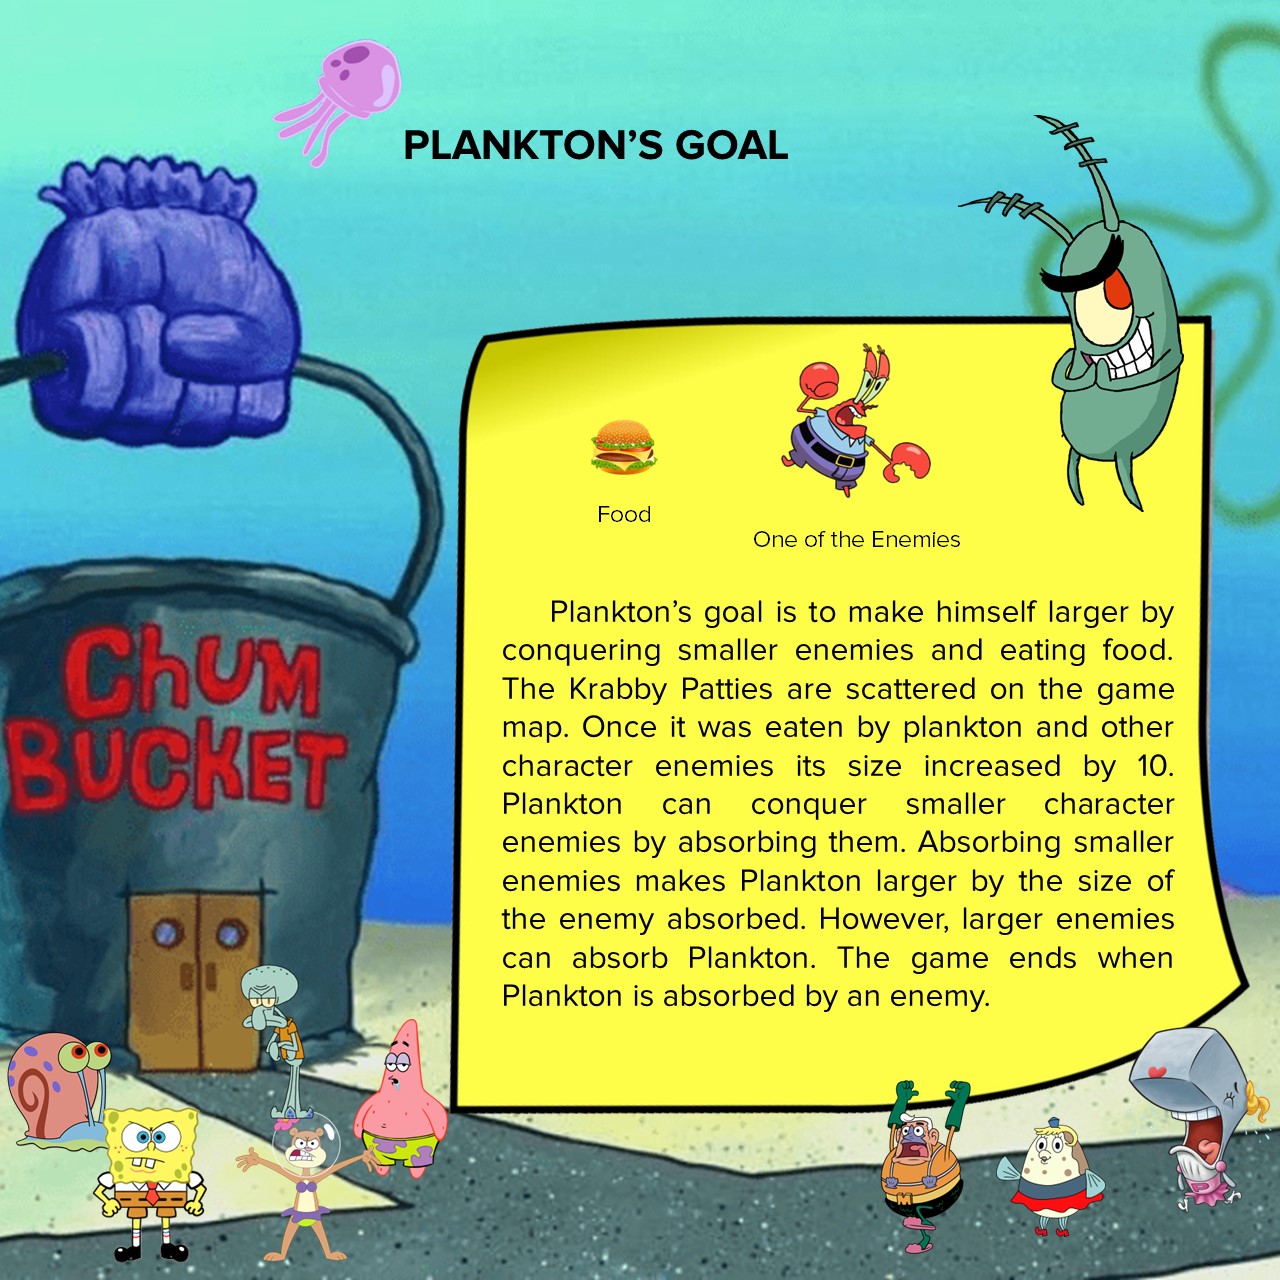 PLANKTON’S GOAL
Food
One of the Enemies
Plankton’s goal is to make himself larger by
conquering smaller enemies and eating food.
The Krabby Patties are scattered on the game
map. Once it was eaten by plankton and other
character enemies its size increased by 10.
Plankton can conquer smaller character
enemies by absorbing them. Absorbing smaller
enemies makes Plankton larger by the size of
the enemy absorbed. However, larger enemies
can absorb Plankton. The game ends when
Plankton is absorbed by an enemy.
ChUM
BUCKET
M